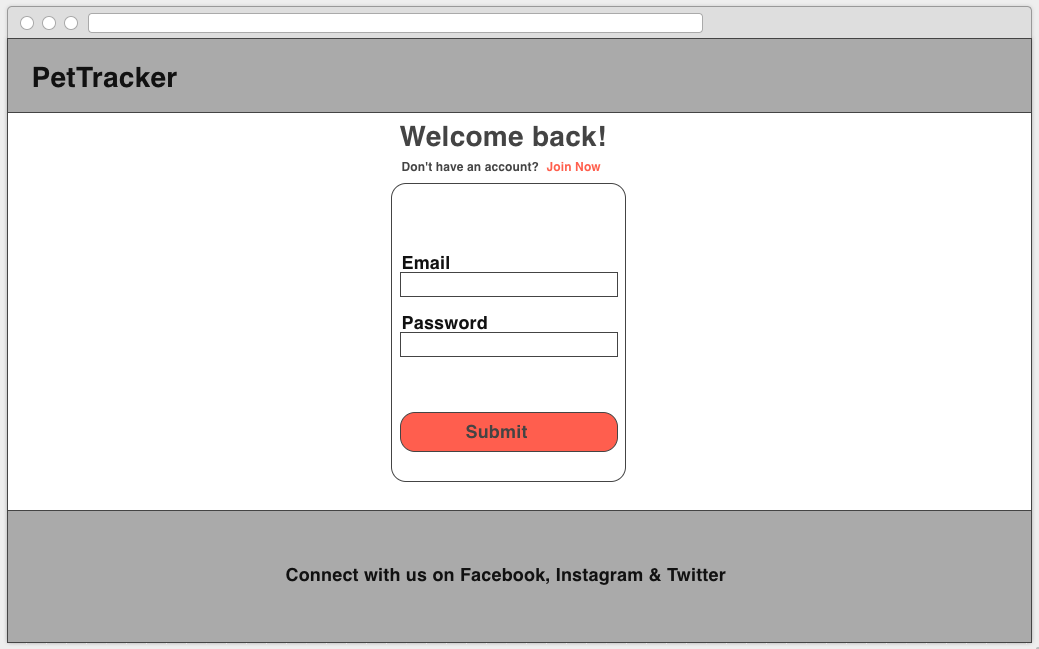 PetTracker
Welcome back!
Don't have an account? Join Now
Email
Password
Submit
Connect with us on Facebook, Instagram & Twitter